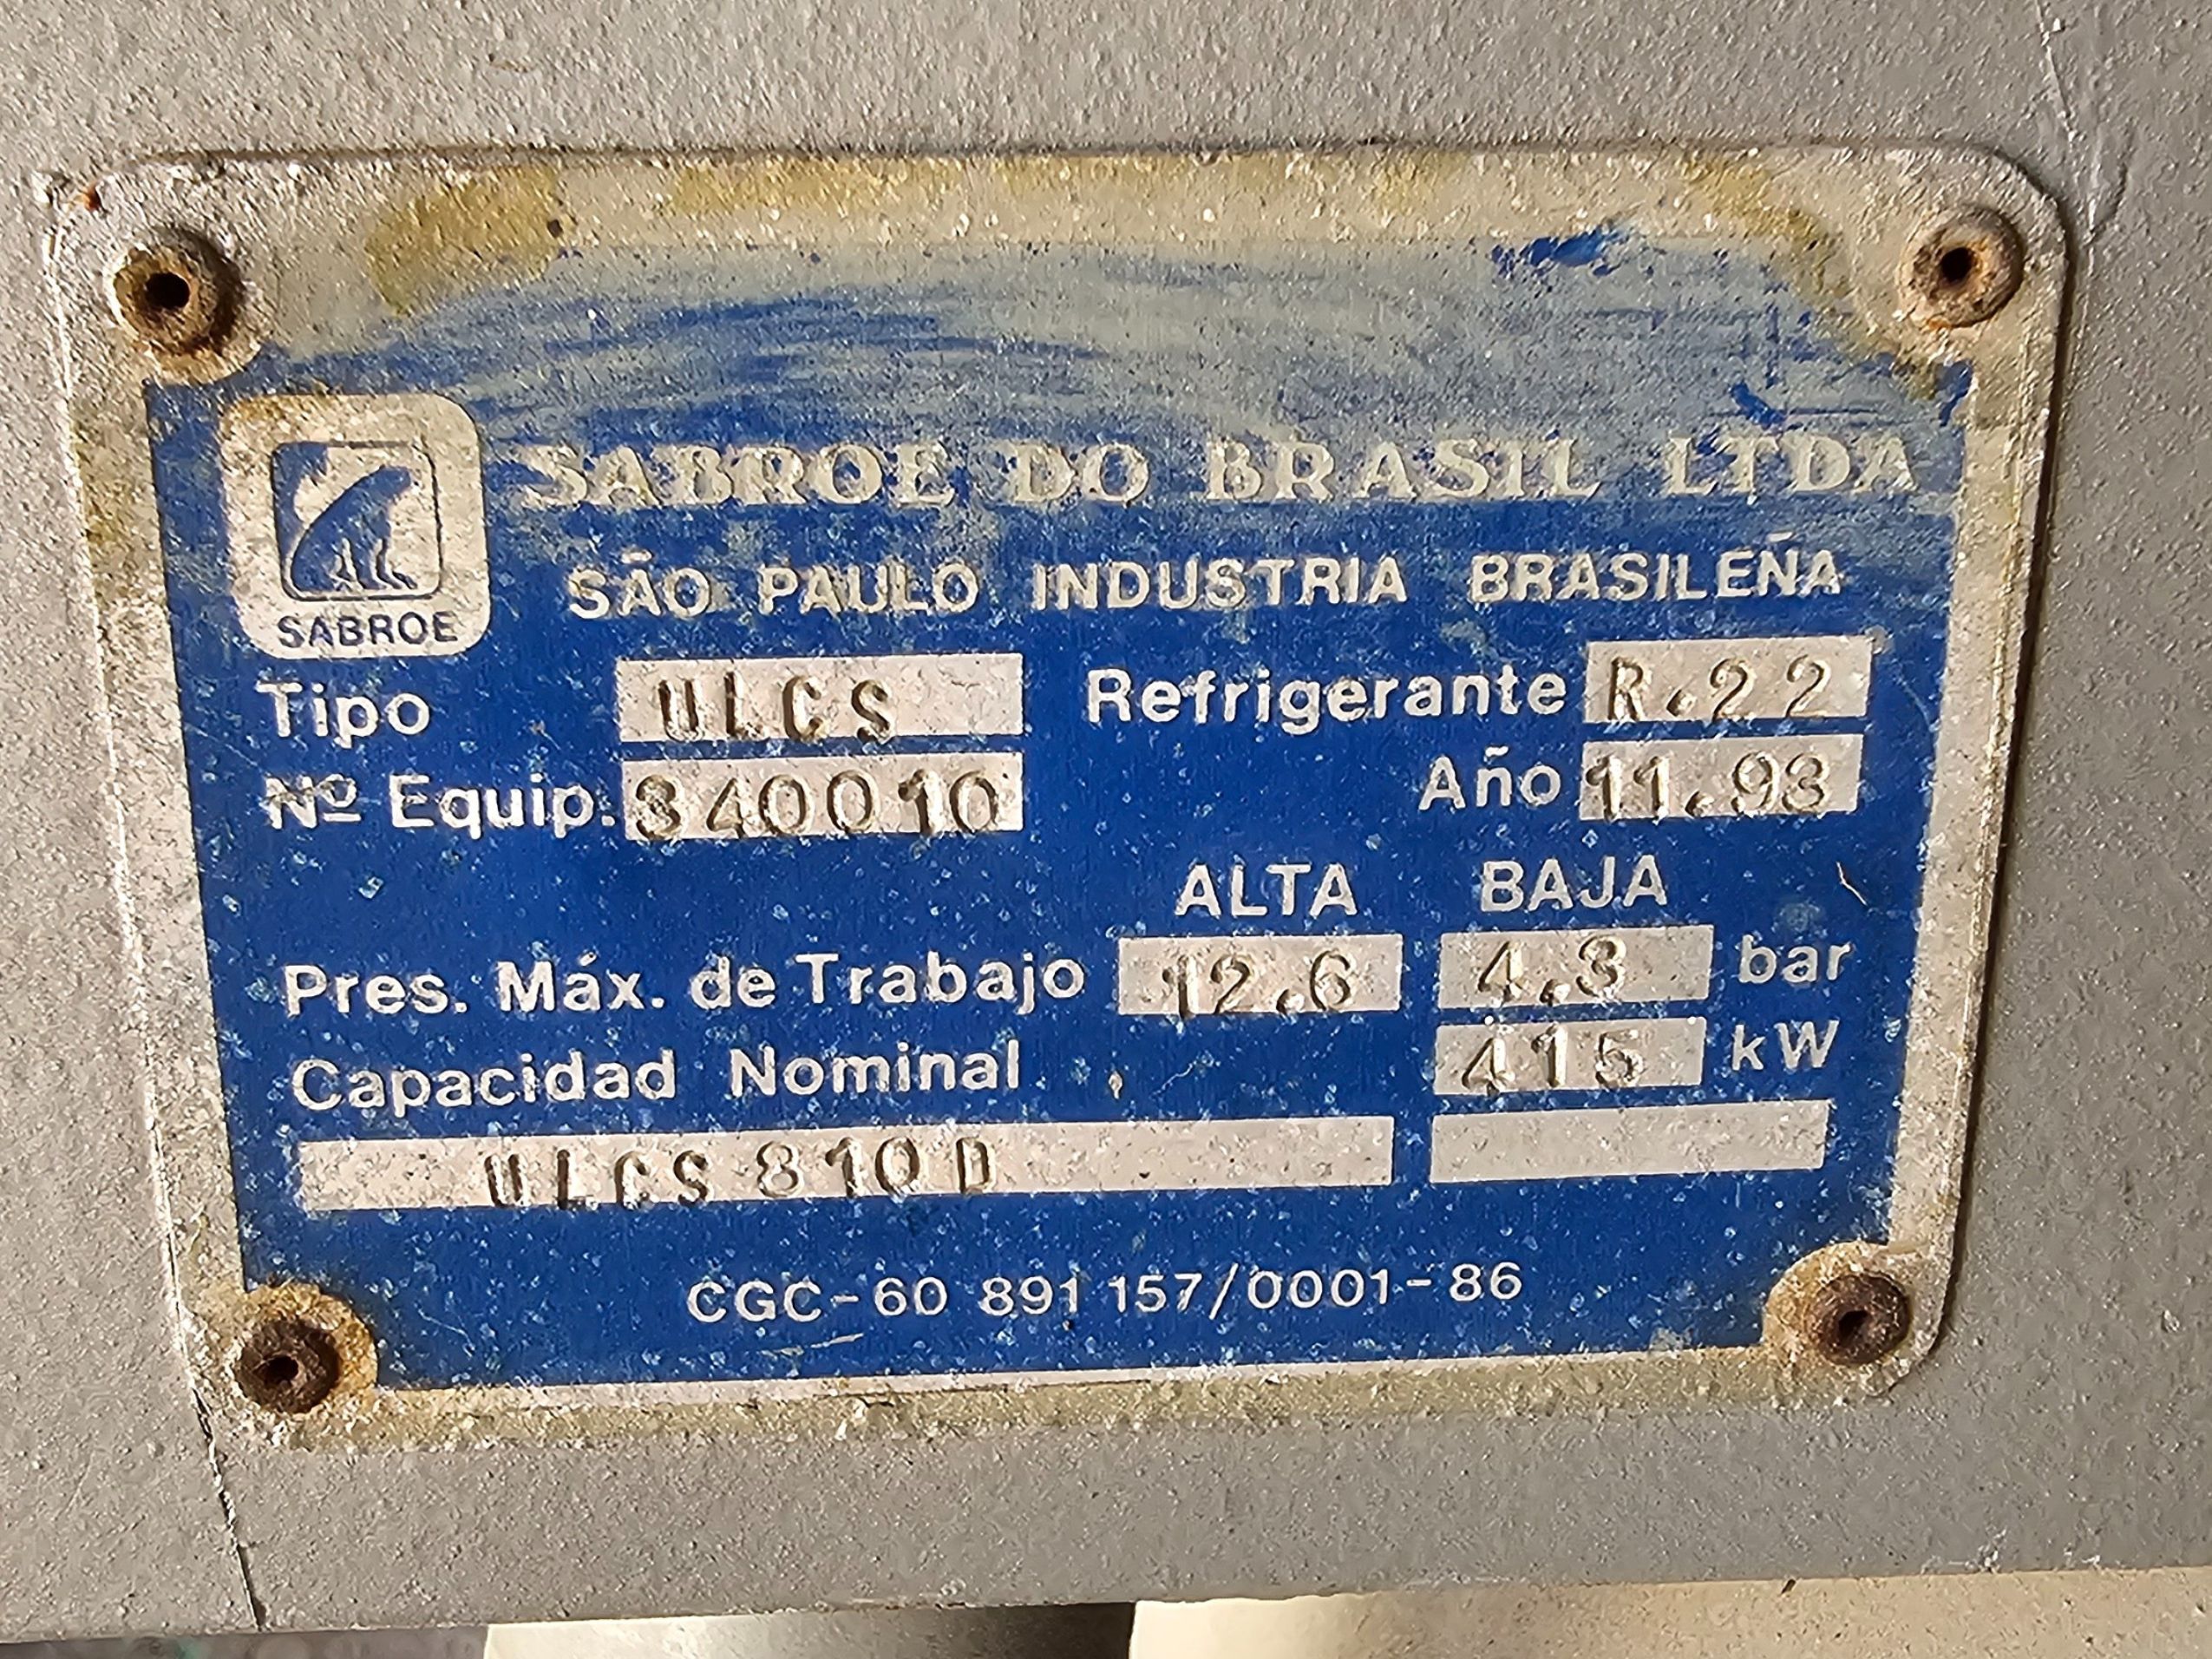 SABROE DO BRASIL LTDA
SABROE
SÃO PAULO INDUSTRIA BRASILEÑA
Tipo ULCS Refrigerante R.22
Nº Equip. 340010 Año 11.93
ALTA BAJA
Pres. Máx. de Trabajo 12.6 4.3 bar
Capacidad Nominal 415 kW
ULCS 810 D
CGC-60 891 157/0001-86